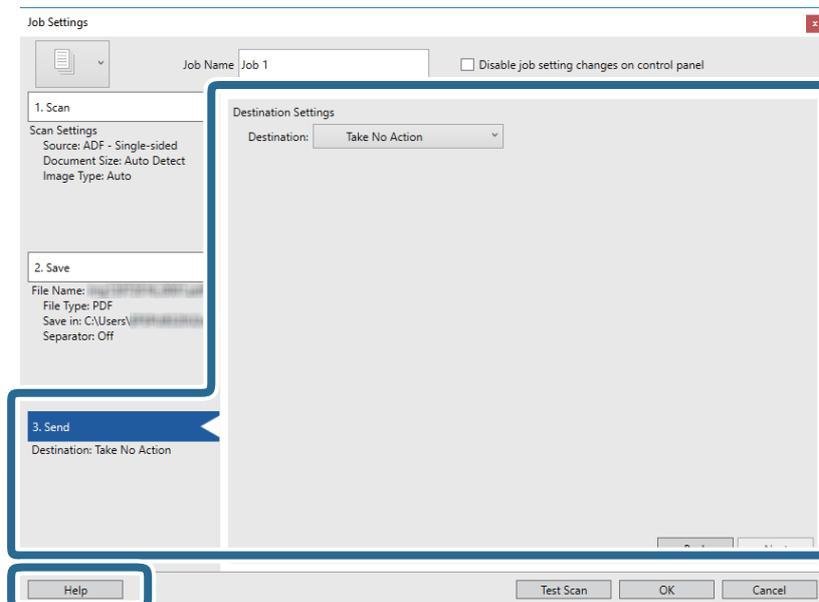 Job Settings
x
Job Name Job 1
Disable job setting changes on control panel
1. Scan
Scan Settings
Source: ADF - Single-sided
Document Size: Auto Detect
Image Type: Auto
2. Save
File Name:
File Type: PDF
Save in: C:\Users\
Separator: Off
3. Send
Destination: Take No Action
Destination Settings
Destination: Take No Action
Help
Test Scan
OK
Cancel